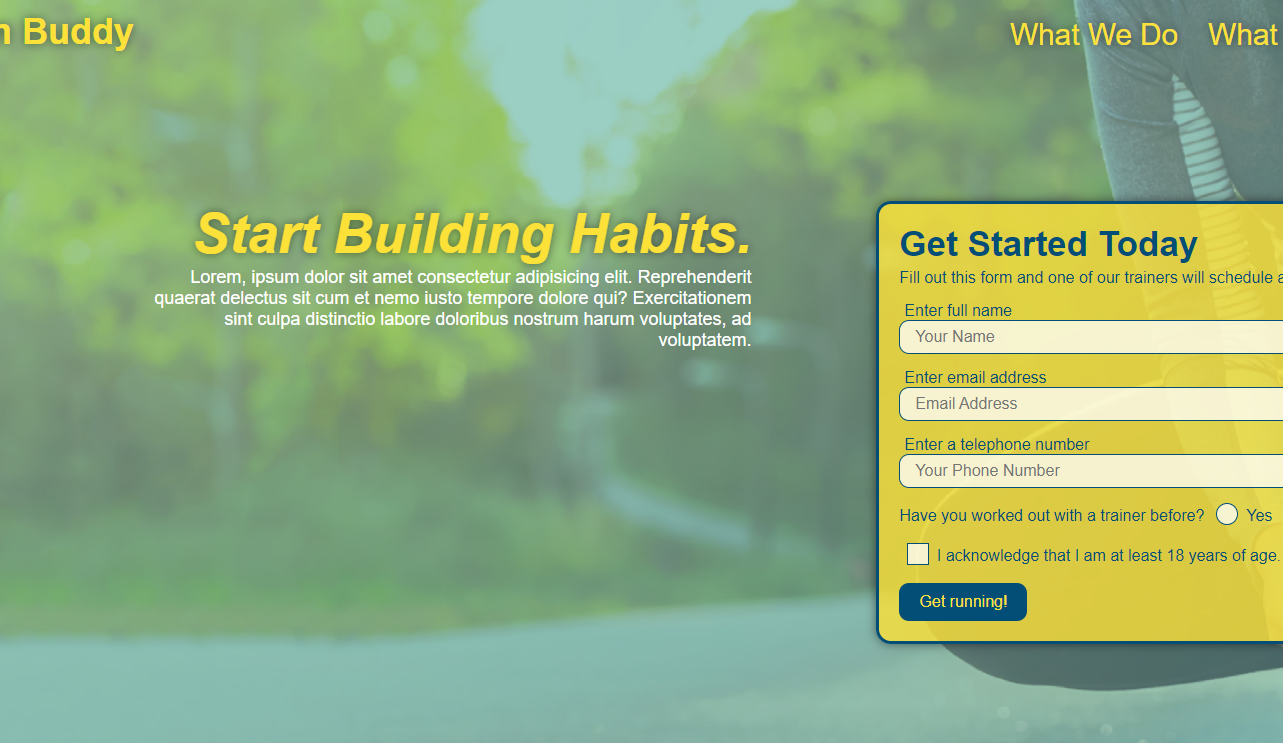 n Buddy
What We Do What
Start Building Habits.
Lorem, ipsum dolor sit amet consectetur adipisicing elit. Reprehenderit
quaerat delectus sit cum et nemo iusto tempore dolore qui? Exercitationem
sint culpa distinctio labore doloribus nostrum harum voluptates, ad
voluptatem.
Get Started Today
Fill out this form and one of our trainers will schedule a
Enter full name
Your Name
Enter email address
Email Address
Enter a telephone number
Your Phone Number
Have you worked out with a trainer before? Yes
I acknowledge that I am at least 18 years of age.
Get running!